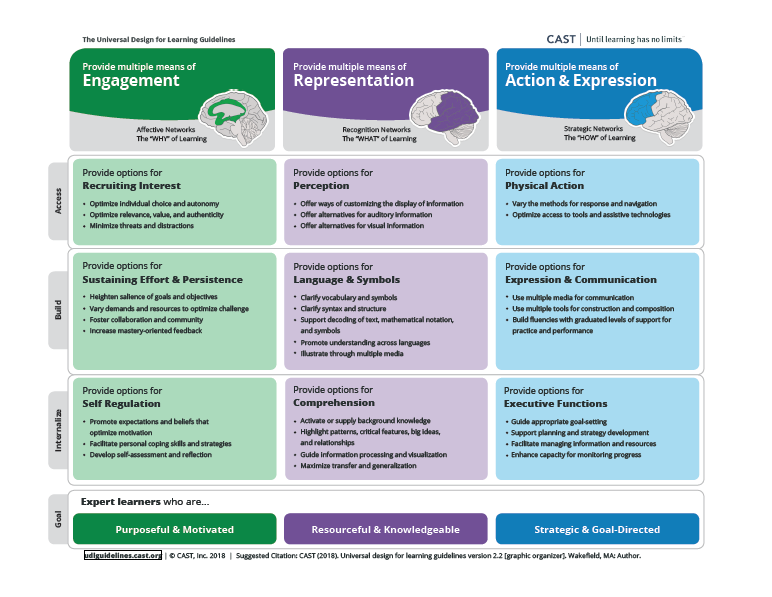 The Universal Design for Learning Guidelines
CAST | Until learning has no limits
Provide multiple means of
Engagement
Affective Networks
The "WHY" of Learning
Provide multiple means of
Representation
Recognition Networks
The "WHAT" of Learning
Provide multiple means of
Action & Expression
Strategic Networks
The "HOW" of Learning
Access
Provide options for
Recruiting Interest
• Optimize individual choice and autonomy
• Optimize relevance, value, and authenticity
• Minimize threats and distractions
Provide options for
Perception
• Offer ways of customizing the display of information
• Offer alternatives for auditory information
• Offer alternatives for visual information
Provide options for
Physical Action
• Vary the methods for response and navigation
• Optimize access to tools and assistive technologies
Build
Provide options for
Sustaining Effort & Persistence
• Heighten salience of goals and objectives
• Vary demands and resources to optimize challenge
• Foster collaboration and community
• Increase mastery-oriented feedback
Provide options for
Language & Symbols
• Clarify vocabulary and symbols
• Clarify syntax and structure
• Support decoding of text, mathematical notation,
and symbols
• Promote understanding across languages
• Illustrate through multiple media
Provide options for
Expression & Communication
• Use multiple media for communication
• Use multiple tools for construction and composition
• Build fluencies with graduated levels of support for
practice and performance
Internalize
Provide options for
Self Regulation
• Promote expectations and beliefs that
optimize motivation
• Facilitate personal coping skills and strategies
• Develop self-assessment and reflection
Provide options for
Comprehension
• Activate or supply background knowledge
• Highlight patterns, critical features, big ideas,
and relationships
• Guide information processing and visualization
• Maximize transfer and generalization
Provide options for
Executive Functions
• Guide appropriate goal-setting
• Support planning and strategy development
• Facilitate managing information and resources
• Enhance capacity for monitoring progress
Goal
Expert learners who are...
Purposeful & Motivated
Resourceful & Knowledgeable
Strategic & Goal-Directed
udlguidelines.cast.org | © CAST, Inc. 2018 | Suggested Citation: CAST (2018). Universal design for learning guidelines version 2.2 [graphic organizer]. Wakefield, MA: Author.